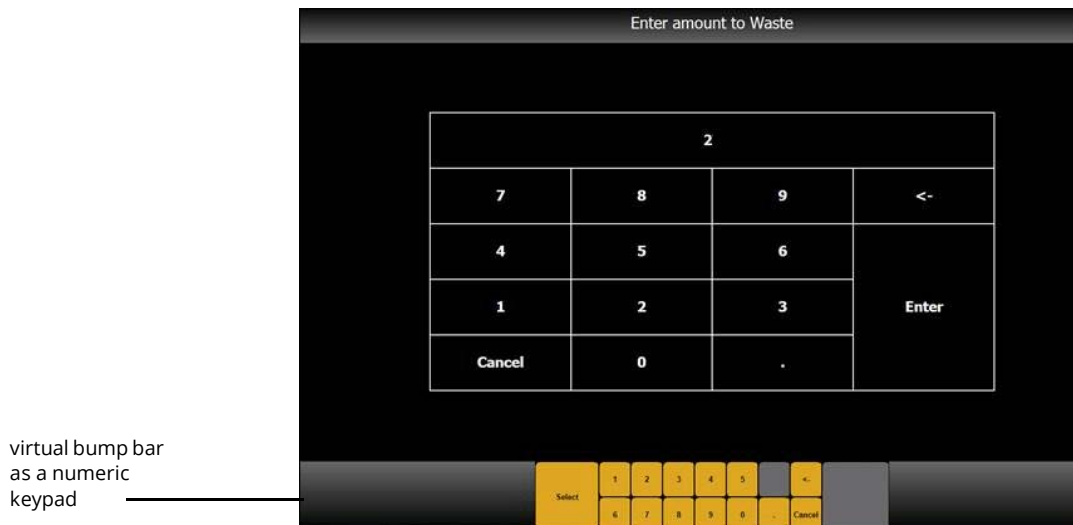 Enter amount to Waste
2
7 8 9 <-
4 5 6
1 2 3 Enter
Cancel 0 .
virtual bump bar
as a numeric
keypad
Select 1 2 3 4 5 <-
6 7 8 9 0 . Cancel